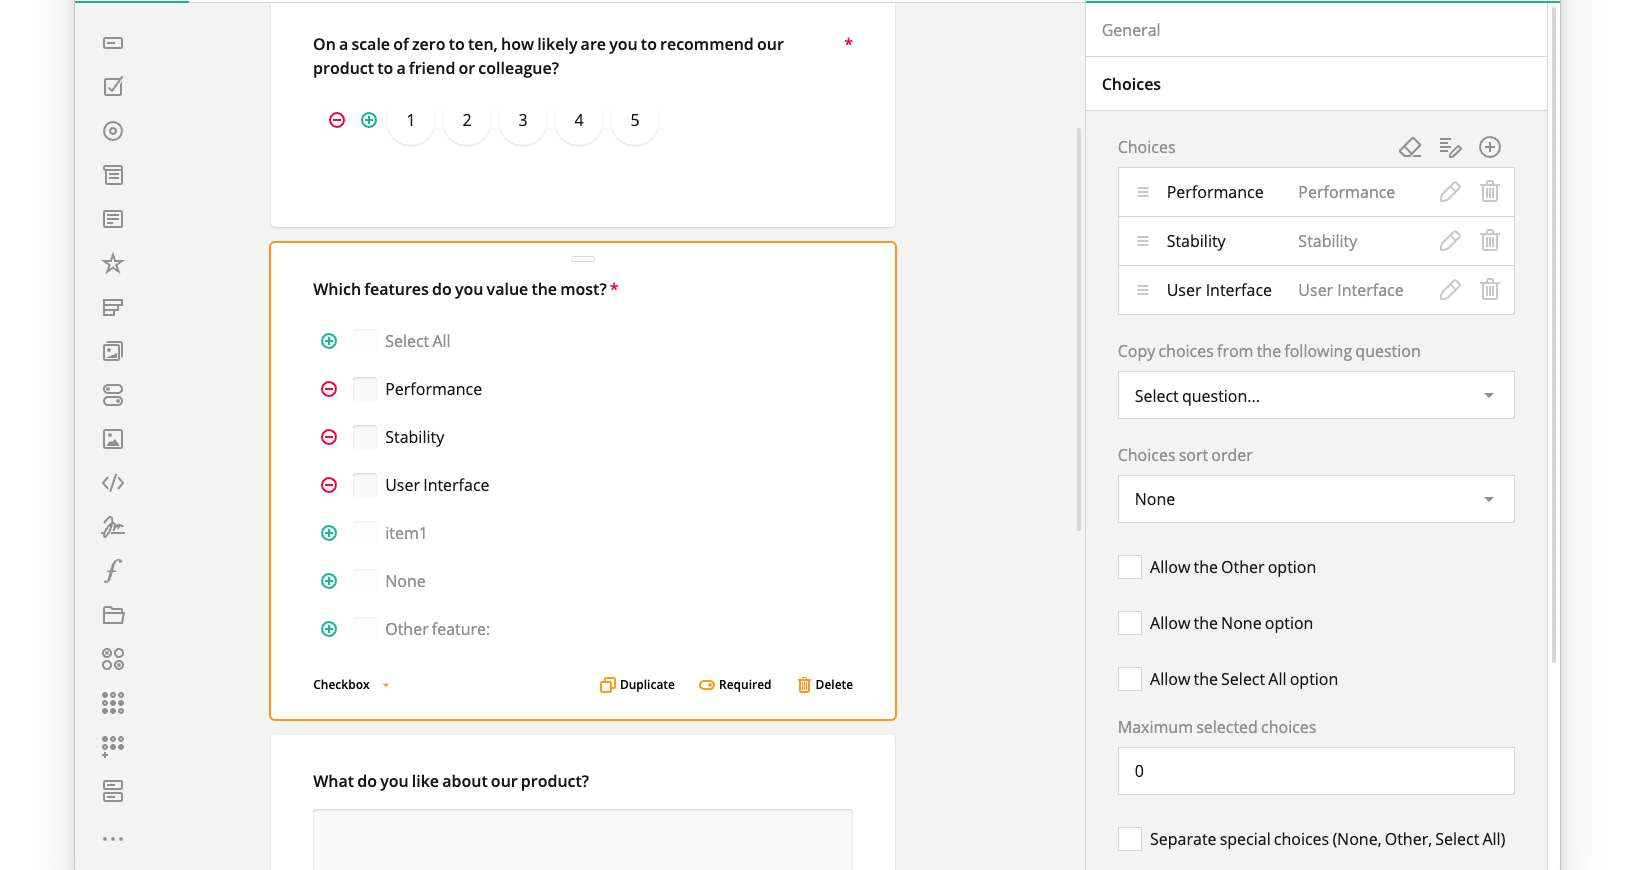 On a scale of zero to ten, how likely are you to recommend our *
product to a friend or colleague?
1 2 3 4 5
Which features do you value the most? *
Select All
Performance
Stability
User Interface
item1
None
Other feature:
Checkbox Duplicate Required Delete
What do you like about our product?
General
Choices
Choices
Performance Performance
Stability Stability
User Interface User Interface
Copy choices from the following question
Select question...
Choices sort order
None
Allow the Other option
Allow the None option
Allow the Select All option
Maximum selected choices
0
Separate special choices (None, Other, Select All)